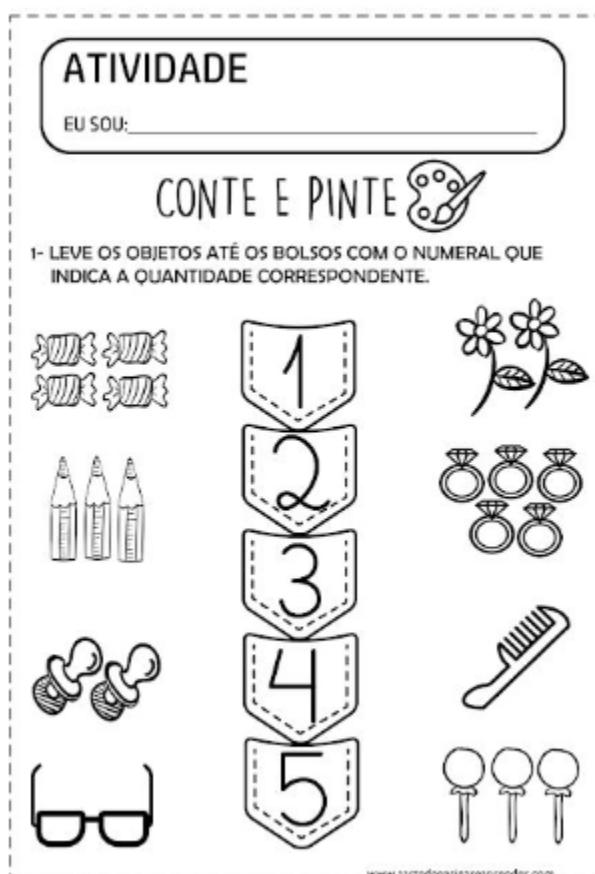 ATIVIDADE
EU SOU:
CONTE E PINTE
1- LEVE OS OBJETOS ATÉ OS BOLSOS COM O NUMERAL QUE
INDICA A QUANTIDADE CORRESPONDENTE.
1
2
3
4
5